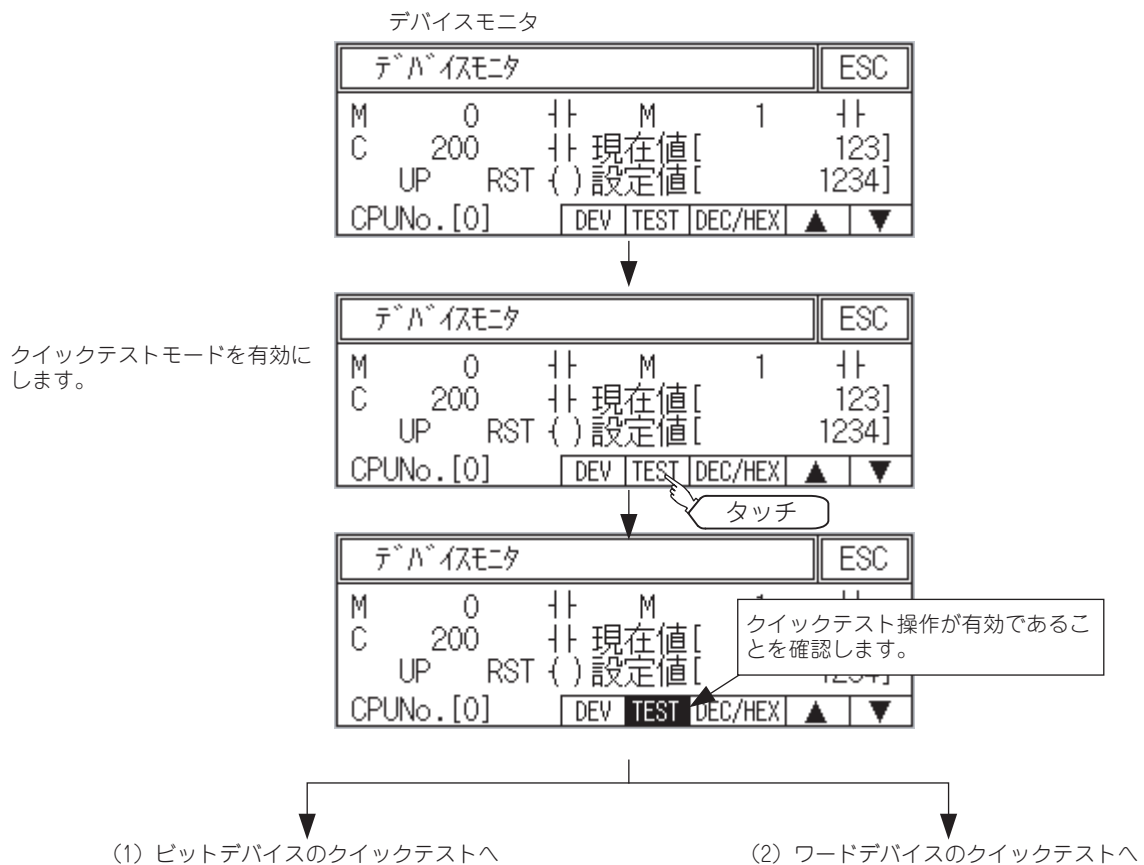 デバイスモニタ
デバイスモニタ ESC
M 0 ┤├ M 1 ┤├
C 200 ┤├ 現在値[ 123]
UP RST ( ) 設定値[ 1234]
CPUNo.[0] DEV TEST DEC/HEX ▲ ▼
デバイスモニタ ESC
クイックテストモードを有効に
します。
M 0 ┤├ M 1 ┤├
C 200 ┤├ 現在値[ 123]
UP RST ( ) 設定値[ 1234]
CPUNo.[0] DEV TEST DEC/HEX ▲ ▼
タッチ
デバイスモニタ ESC
M 0 ┤├ M
C 200 ┤├ 現在値[
UP RST ( ) 設定値[
クイックテスト操作が有効であるこ
とを確認します。
CPUNo.[0] DEV TEST DEC/HEX ▲ ▼
(1) ビットデバイスのクイックテストへ
(2) ワードデバイスのクイックテストへ